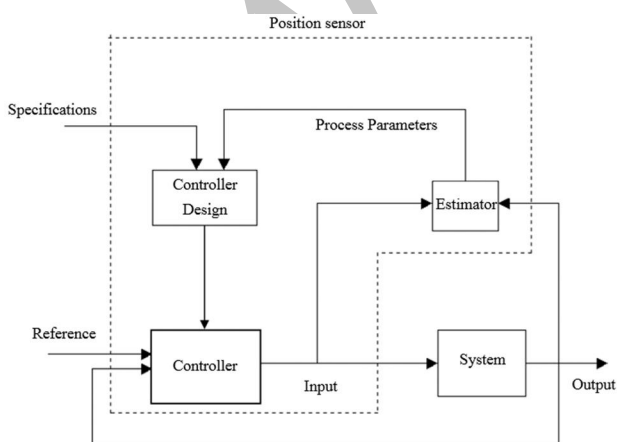 Position sensor
Specifications
Process Parameters
Controller
Design
Estimator
Reference
Controller
System
Input
Output